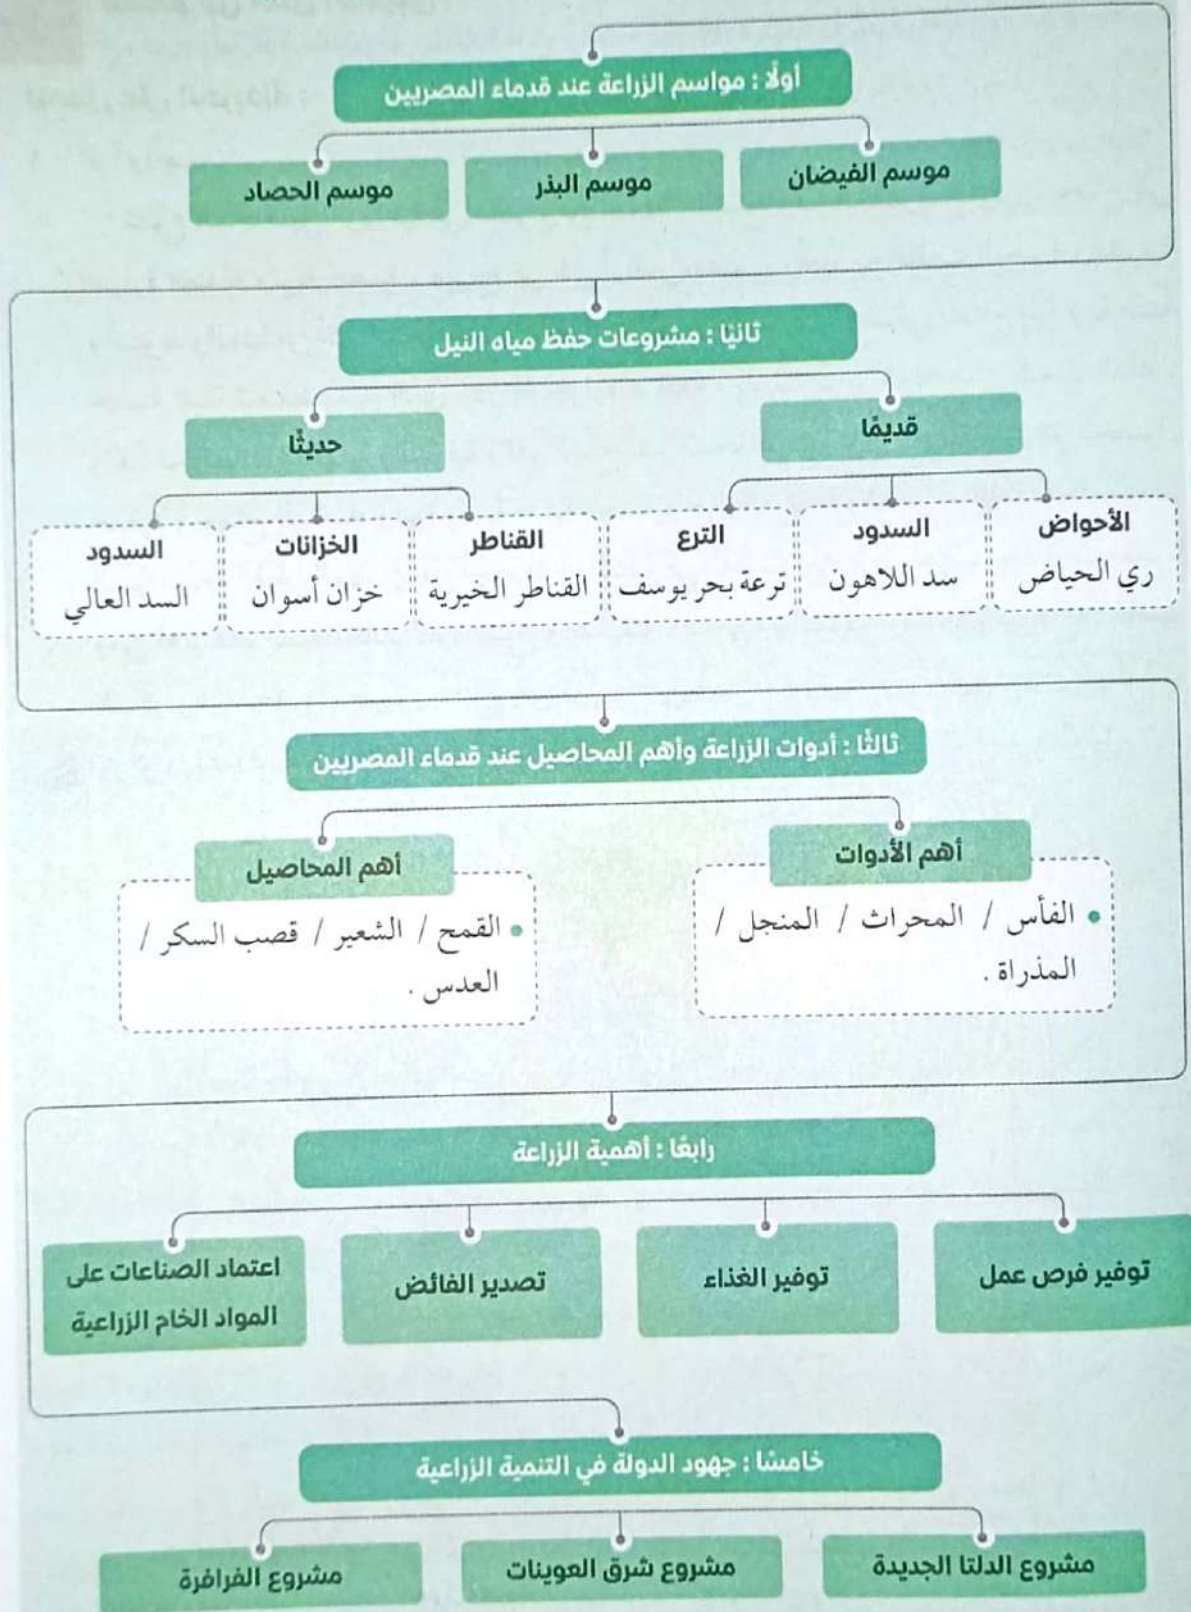 أولًا : مواسم الزراعة عند قدماء المصريين
موسم الفيضان
موسم البذر
موسم الحصاد
ثانيًا : مشروعات حفظ مياه النيل
قديمًا
حديثًا
الأحواض
ري الحياض
السدود
سد اللاهون
الترع
ترعة بحر يوسف
القناطر
القناطر الخيرية
الخزانات
خزان أسوان
السدود
السد العالي
ثالثًا : أدوات الزراعة وأهم المحاصيل عند قدماء المصريين
أهم الأدوات
• الفأس / المحراث / المنجل /
المذراة .
أهم المحاصيل
• القمح / الشعير / قصب السكر /
العدس .
رابعًا : أهمية الزراعة
توفير فرص عمل
توفير الغذاء
تصدير الفائض
اعتماد الصناعات على
المواد الخام الزراعية
خامسًا : جهود الدولة في التنمية الزراعية
مشروع الدلتا الجديدة
مشروع شرق العوينات
مشروع الفرافرة